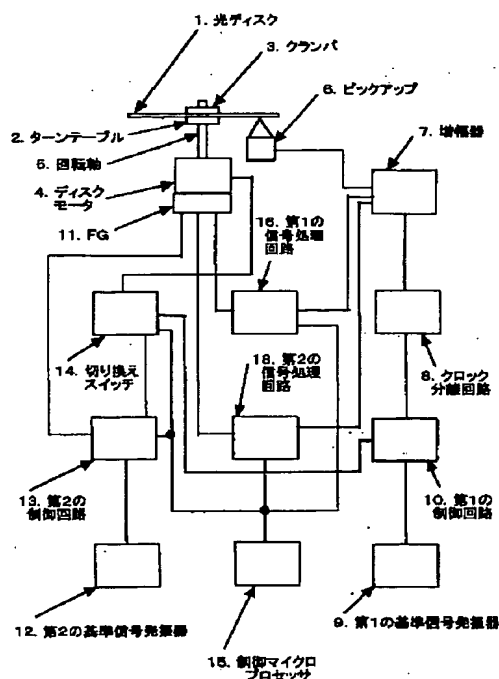 1. 光ディスク
3. クランパ
6. ピックアップ
2. ターンテーブル
7. 増幅器
5. 回転軸
4. ディスク
モータ
16. 第1の
信号処理
回路
11. FG
14. 切り換え
スイッチ
18. 第2の
信号処理
回路
8. クロック
分離回路
13. 第2の
制御回路
10. 第1の
制御回路
12. 第2の基準信号発振器
9. 第1の基準信号発振器
15. 制御マイクロ
プロセッサ